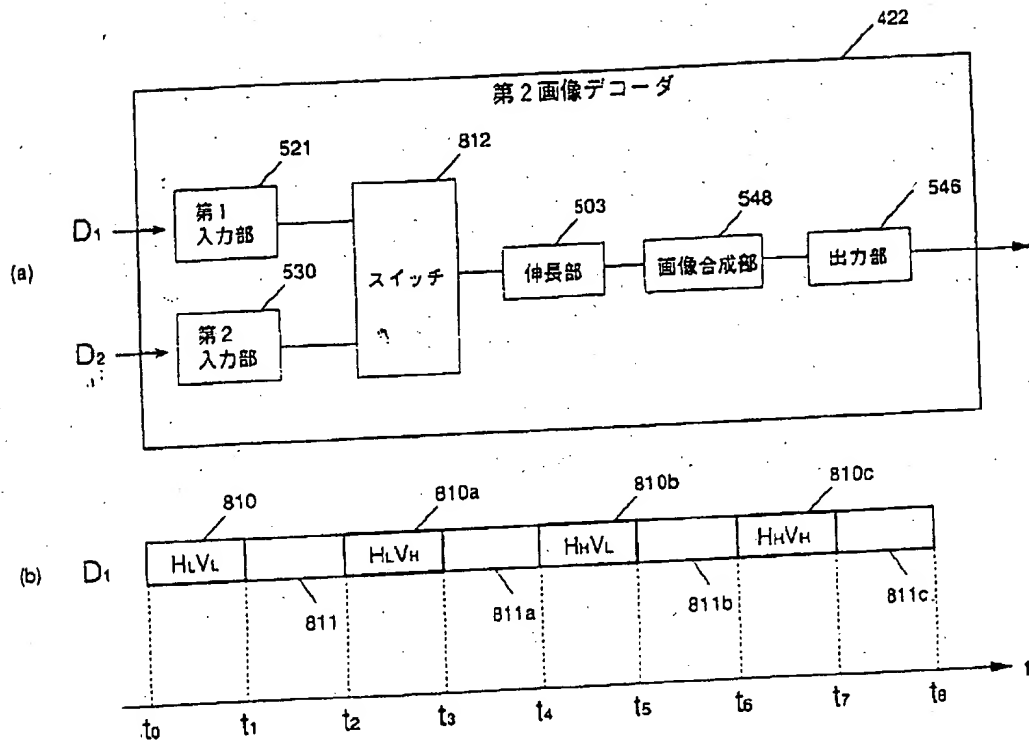 422
第2画像デコーダ
521
812
503
548
546
D1
第1
入力部
スイッチ
伸長部
画像合成部
出力部
(a)
530
D2
第2
入力部
810
810a
810b
810c
(b)
D1
HLVL
HLVH
HHVL
HHVH
811
811a
811b
811c
t
t0
t1
t2
t3
t4
t5
t6
t7
t8